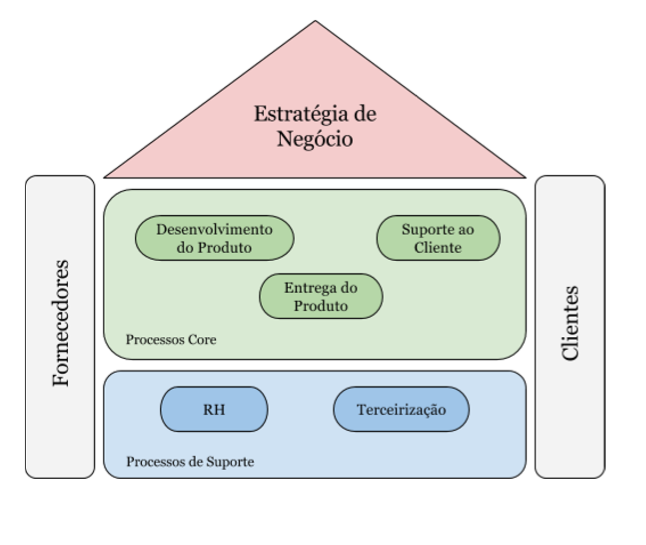 Estratégia de
Negócio
Fornecedores
Desenvolvimento
do Produto
Suporte ao
Cliente
Entrega do
Produto
Processos Core
Clientes
RH
Terceirização
Processos de Suporte